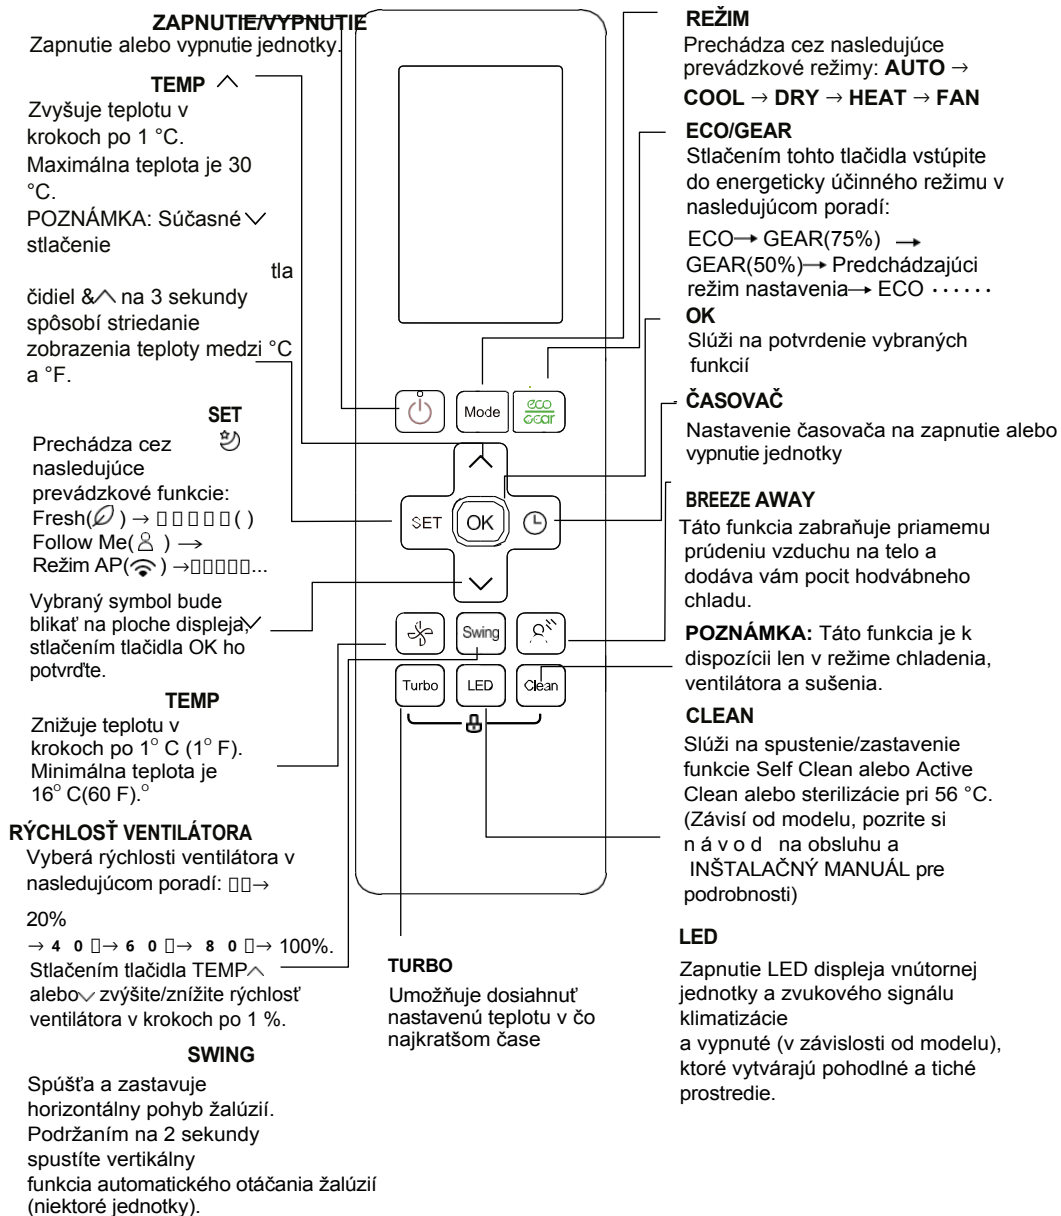 ZAPNUTIE/VYPNUTIE
Zapnutie alebo vypnutie jednotky.
TEMP
Zvyšuje teplotu v
krokoch po 1 °C.
Maximálna teplota je 30
°C.
POZNÁMKA: Súčasné
stlačenie
tla
čidiel & na 3 sekundy
spôsobí striedanie
zobrazenia teploty medzi °C
a °F.
SET
Prechádza cez
nasledujúce
prevádzkové funkcie:
Fresh( ) → ▯▯▯▯▯( )
Follow Me( ) →
Režim AP( ) →▯▯▯▯▯...
Vybraný symbol bude
blikať na ploche displeja,
stlačením tlačidla OK ho
potvrďte.
TEMP
Znižuje teplotu v
krokoch po 1° C (1° F).
Minimálna teplota je
16° C(60 F).°
RÝCHLOSŤ VENTILÁTORA
Vyberá rýchlosti ventilátora v
nasledujúcom poradí: ▯▯→
20%
→ 4 0 ▯→ 6 0 ▯→ 8 0 ▯→ 100%.
Stlačením tlačidla TEMP
alebo zvýšite/znížite rýchlosť
ventilátora v krokoch po 1 %.
SWING
Spúšťa a zastavuje
horizontálny pohyb žalúzií.
Podržaním na 2 sekundy
spustíte vertikálny
funkcia automatického otáčania žalúzií
(niektoré jednotky).
Mode
eco
gear
SET
OK
Swing
Turbo
LED
Clean
TURBO
Umožňuje dosiahnuť
nastavenú teplotu v čo
najkratšom čase
REŽIM
Prechádza cez nasledujúce
prevádzkové režimy: AUTO →
COOL → DRY → HEAT → FAN
ECO/GEAR
Stlačením tohto tlačidla vstúpite
do energeticky účinného režimu v
nasledujúcom poradí:
ECO→ GEAR(75%) →
GEAR(50%)→ Predchádzajúci
režim nastavenia→ ECO ······
OK
Slúži na potvrdenie vybraných
funkcií
ČASOVAČ
Nastavenie časovača na zapnutie alebo
vypnutie jednotky
BREEZE AWAY
Táto funkcia zabraňuje priamemu
prúdeniu vzduchu na telo a
dodáva vám pocit hodvábneho
chladu.
POZNÁMKA: Táto funkcia je k
dispozícii len v režime chladenia,
ventilátora a sušenia.
CLEAN
Slúži na spustenie/zastavenie
funkcie Self Clean alebo Active
Clean alebo sterilizácie pri 56 °C.
(Závisí od modelu, pozrite si
n á v o d na obsluhu a
INŠTALAČNÝ MANUÁL pre
podrobnosti)
LED
Zapnutie LED displeja vnútornej
jednotky a zvukového signálu
klimatizácie
a vypnuté (v závislosti od modelu),
ktoré vytvárajú pohodlné a tiché
prostredie.